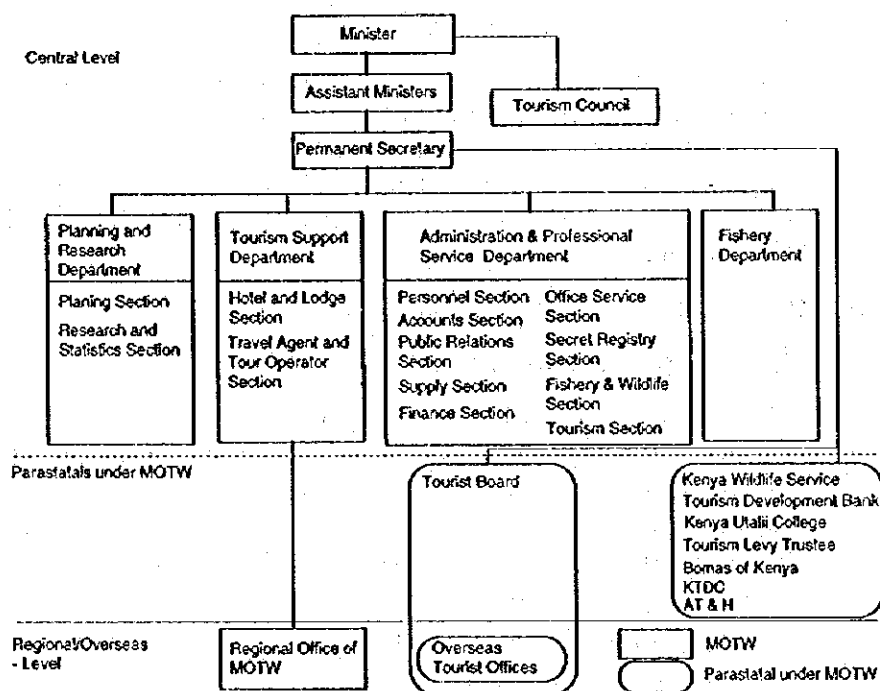 Minister
Central Level
Assistant Ministers
Tourism Council
Permanent Secretary
Planning and
Research
Department
Planing Section
Research and
Statistics Section
Tourism Support
Department
Hotel and Lodge
Section
Travel Agent and
Tour Operator
Section
Administration & Professional
Service Department
Personnel Section
Accounts Section
Public Relations
Section
Supply Section
Finance Section
Office Service
Section
Secret Registry
Section
Fishery & Wildlife
Section
Tourism Section
Fishery
Department
Parastatals under MOTW
Tourist Board
Kenya Wildlife Service
Tourism Development Bank
Kenya Utalii College
Tourism Levy Trustee
Bomas of Kenya
KTDC
AT & H
Regional/Overseas
- Level
Regional Office of
MOTW
Overseas
Tourist Offices
MOTW
Parastatal under MOTW